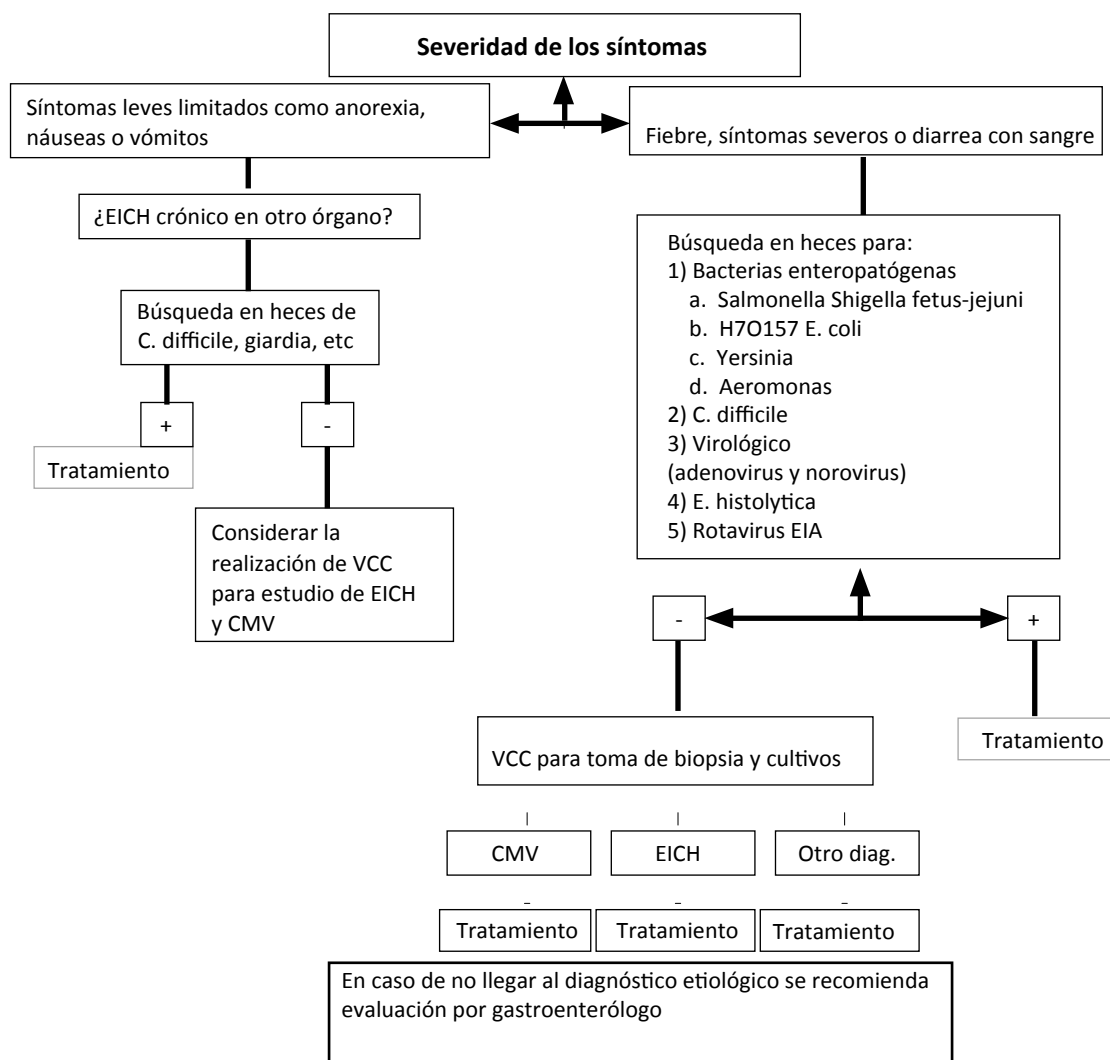 Severidad de los síntomas
Síntomas leves limitados como anorexia,
náuseas o vómitos
Fiebre, síntomas severos o diarrea con sangre
¿EICH crónico en otro órgano?
Búsqueda en heces de
C. difficile, giardia, etc
+
-
Tratamiento
Considerar la
realización de VCC
para estudio de EICH
y CMV
Búsqueda en heces para:
1) Bacterias enteropatógenas
a. Salmonella Shigella fetus-jejuni
b. H7O157 E. coli
c. Yersinia
d. Aeromonas
2) C. difficile
3) Virológico
(adenovirus y norovirus)
4) E. histolytica
5) Rotavirus EIA
-
+
VCC para toma de biopsia y cultivos
Tratamiento
CMV
EICH
Otro diag.
Tratamiento
Tratamiento
Tratamiento
En caso de no llegar al diagnóstico etiológico se recomienda
evaluación por gastroenterólogo